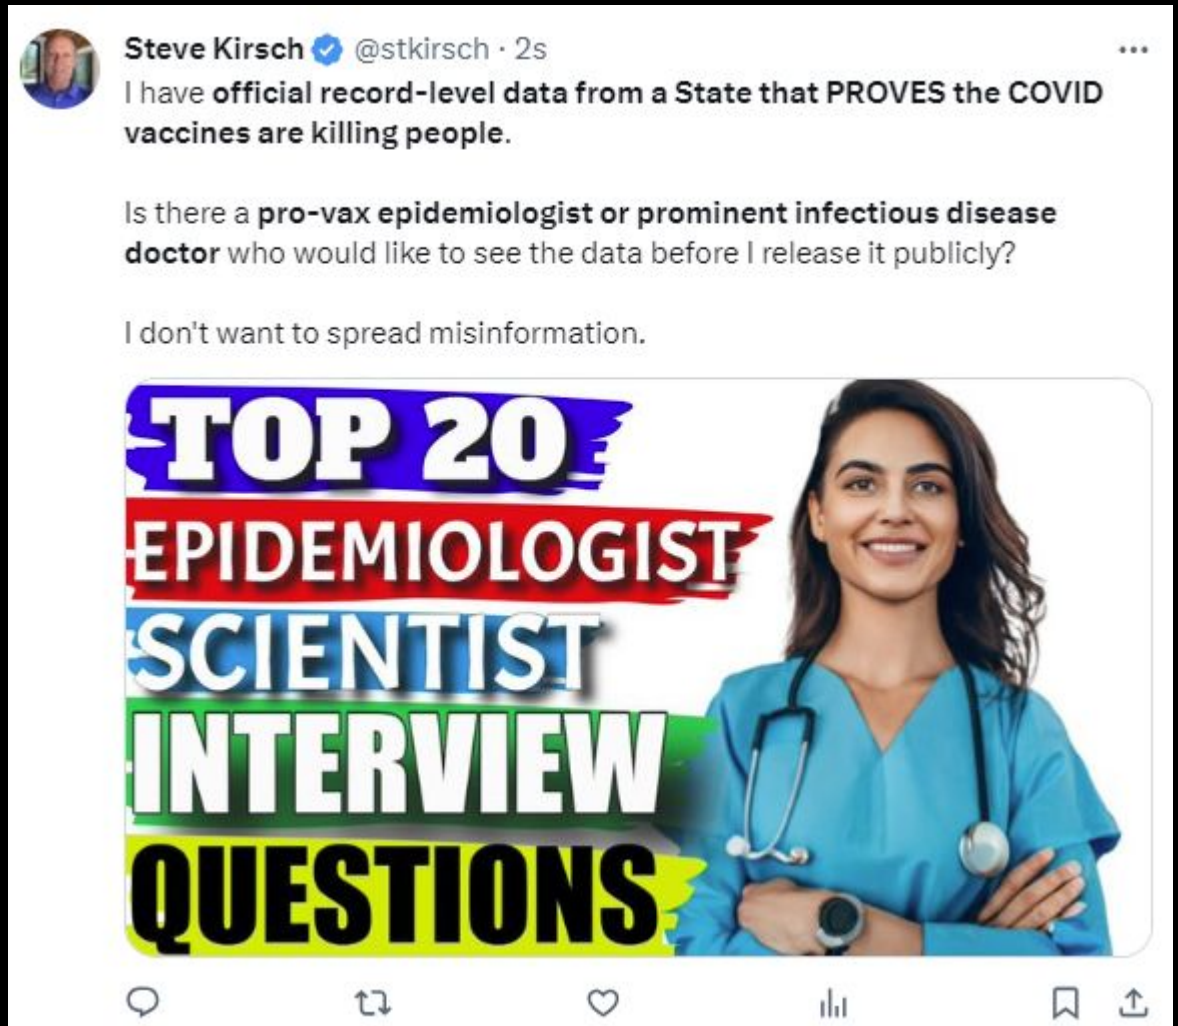 Steve Kirsch @stkirsch · 2s
I have official record-level data from a State that PROVES the COVID
vaccines are killing people.
Is there a pro-vax epidemiologist or prominent infectious disease
doctor who would like to see the data before I release it publicly?
I don't want to spread misinformation.
TOP 20
EPIDEMIOLOGIST
SCIENTIST
INTERVIEW
QUESTIONS